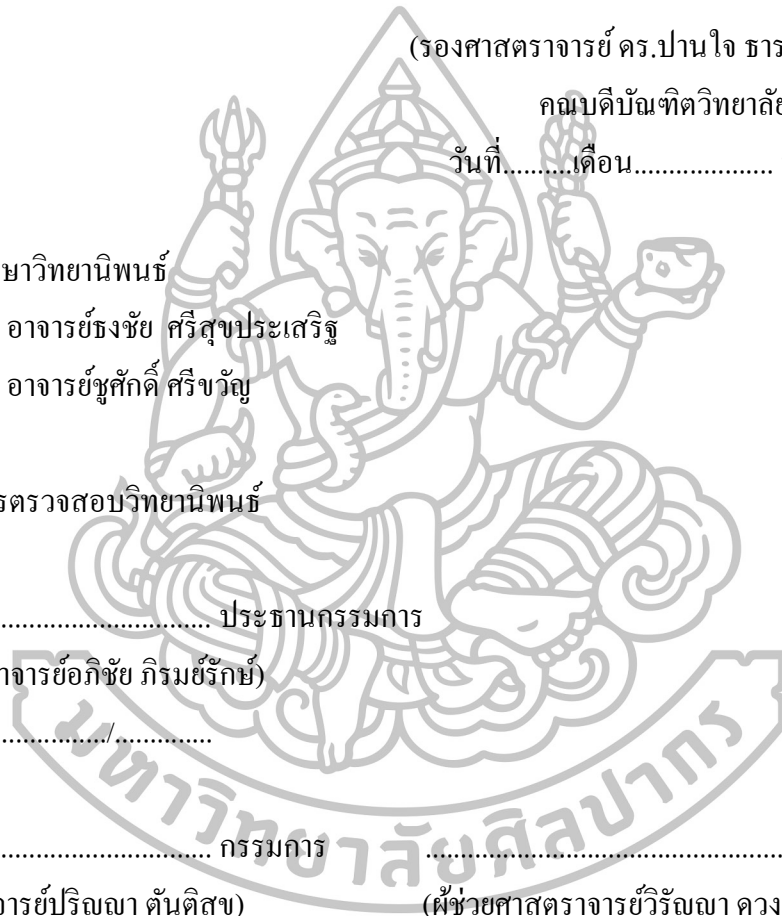 (รองศาสตราจารย์ ดร.ปานใจ ธาร
คณบดีบัณฑิตวิทยาลัย
วันที่..........เดือน....................
ษาวิทยานิพนธ์
อาจารย์ธงชัย ศรีสุขประเสริฐ
อาจารย์ชูศักดิ์ ศรีขวัญ
รตรวจสอบวิทยานิพนธ์
.............................. ประธานกรรมการ
าจารย์อภิชัย ภิรมย์รักษ์)
................/..............
.............................. กรรมการ ....................................................
จารย์ปริญญา ตันติสุข) (ผู้ช่วยศาสตราจารย์วิรัญญา ดวง
มหาวิทยาลัยศิลปากร